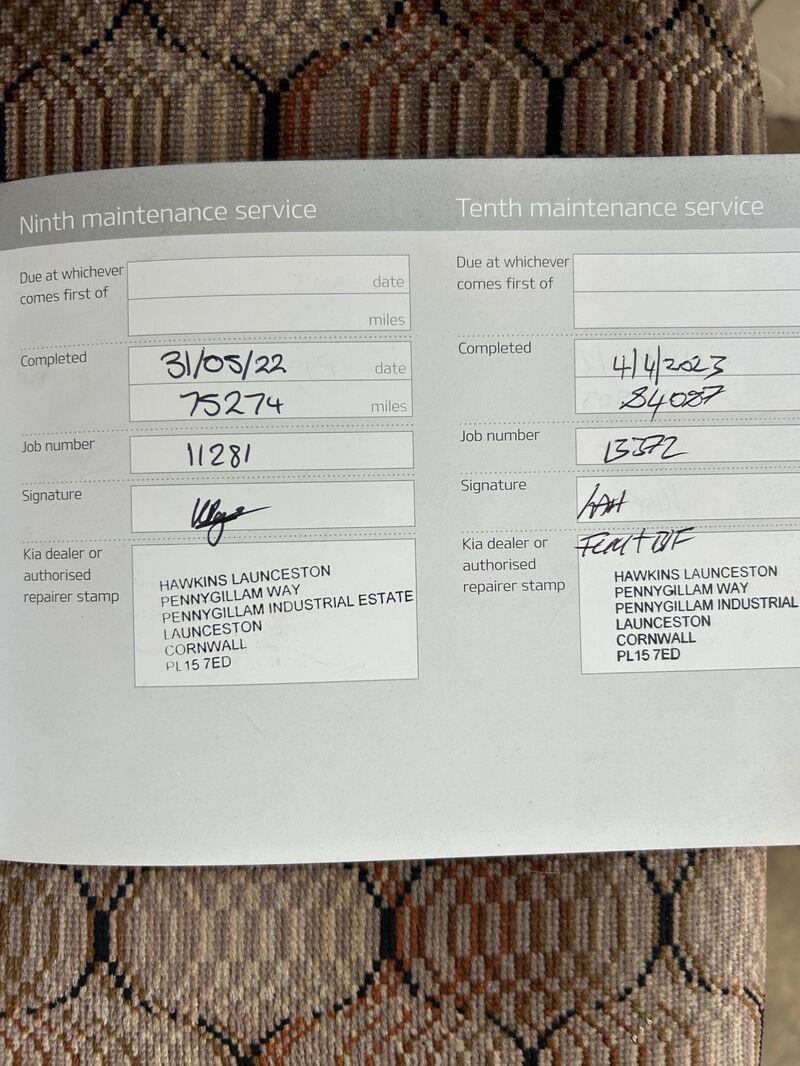 Ninth maintenance service
Due at whichever
comes first of
date
miles
Completed
31/05/22 date
75274 miles
Job number
11281
Signature
Kia dealer or
authorised
repairer stamp
HAWKINS LAUNCESTON
PENNYGILLAM WAY
PENNYGILLAM INDUSTRIAL ESTATE
LAUNCESTON
CORNWALL
PL15 7ED
Tenth maintenance service
Due at whichever
comes first of
Completed
4/4/2023
84087
Job number
13372
Signature
Kia dealer or
authorised
repairer stamp
HAWKINS LAUNCESTON
PENNYGILLAM WAY
PENNYGILLAM INDUSTRIAL
LAUNCESTON
CORNWALL
PL15 7ED